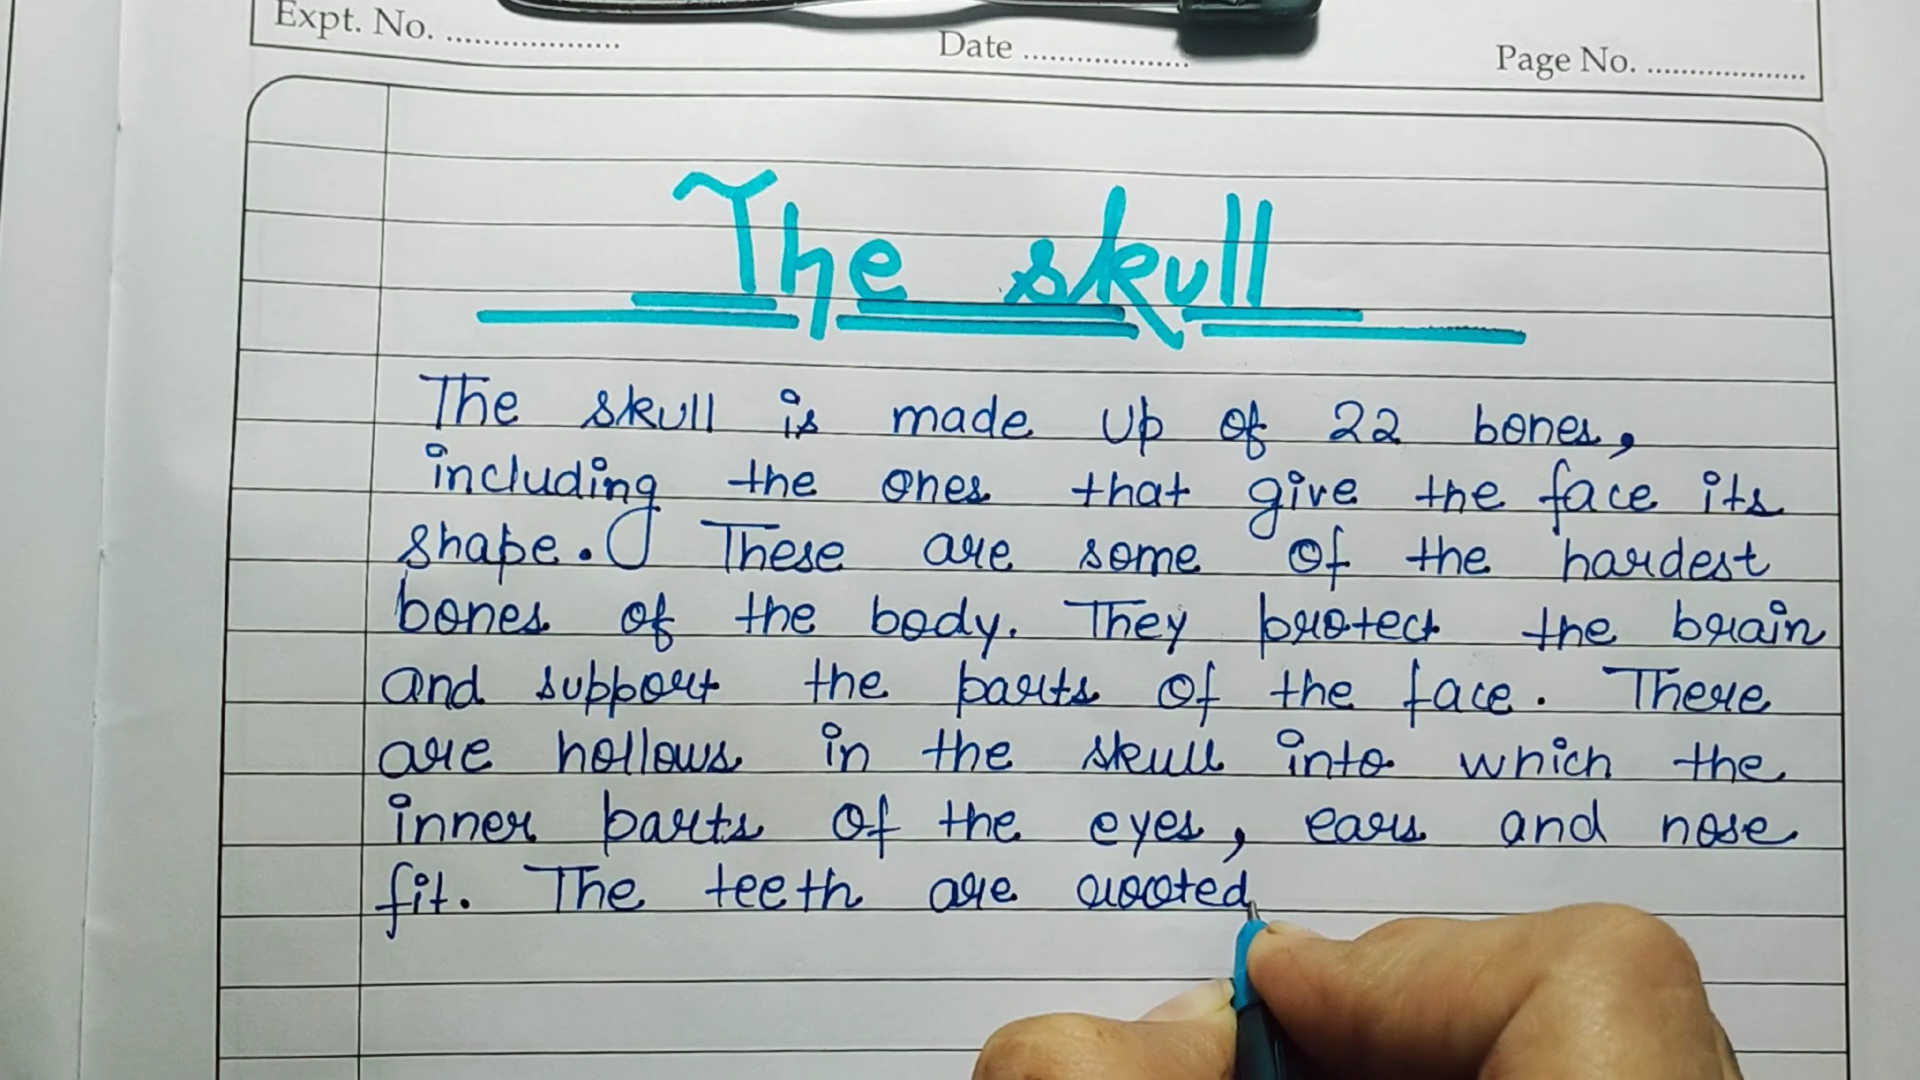 Expt. No. ...................
Date ..................
Page No. ..................
The skull
The skull is made up of 22 bones,
including the ones that give the face its
shape. These are some of the hardest
bones of the body. They protect the brain
and support the parts of the face. There
are hollows in the skull into which the
inner parts of the eyes, ears and nose
fit. The teeth are rooted